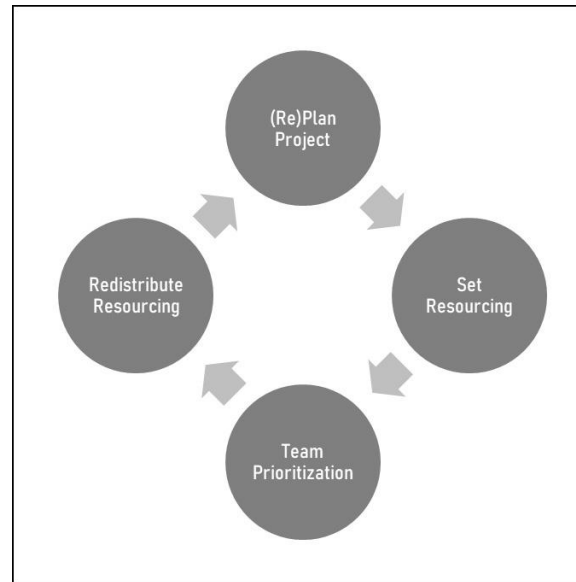 (Re)Plan
Project
Set
Resourcing
Team
Prioritization
Redistribute
Resourcing